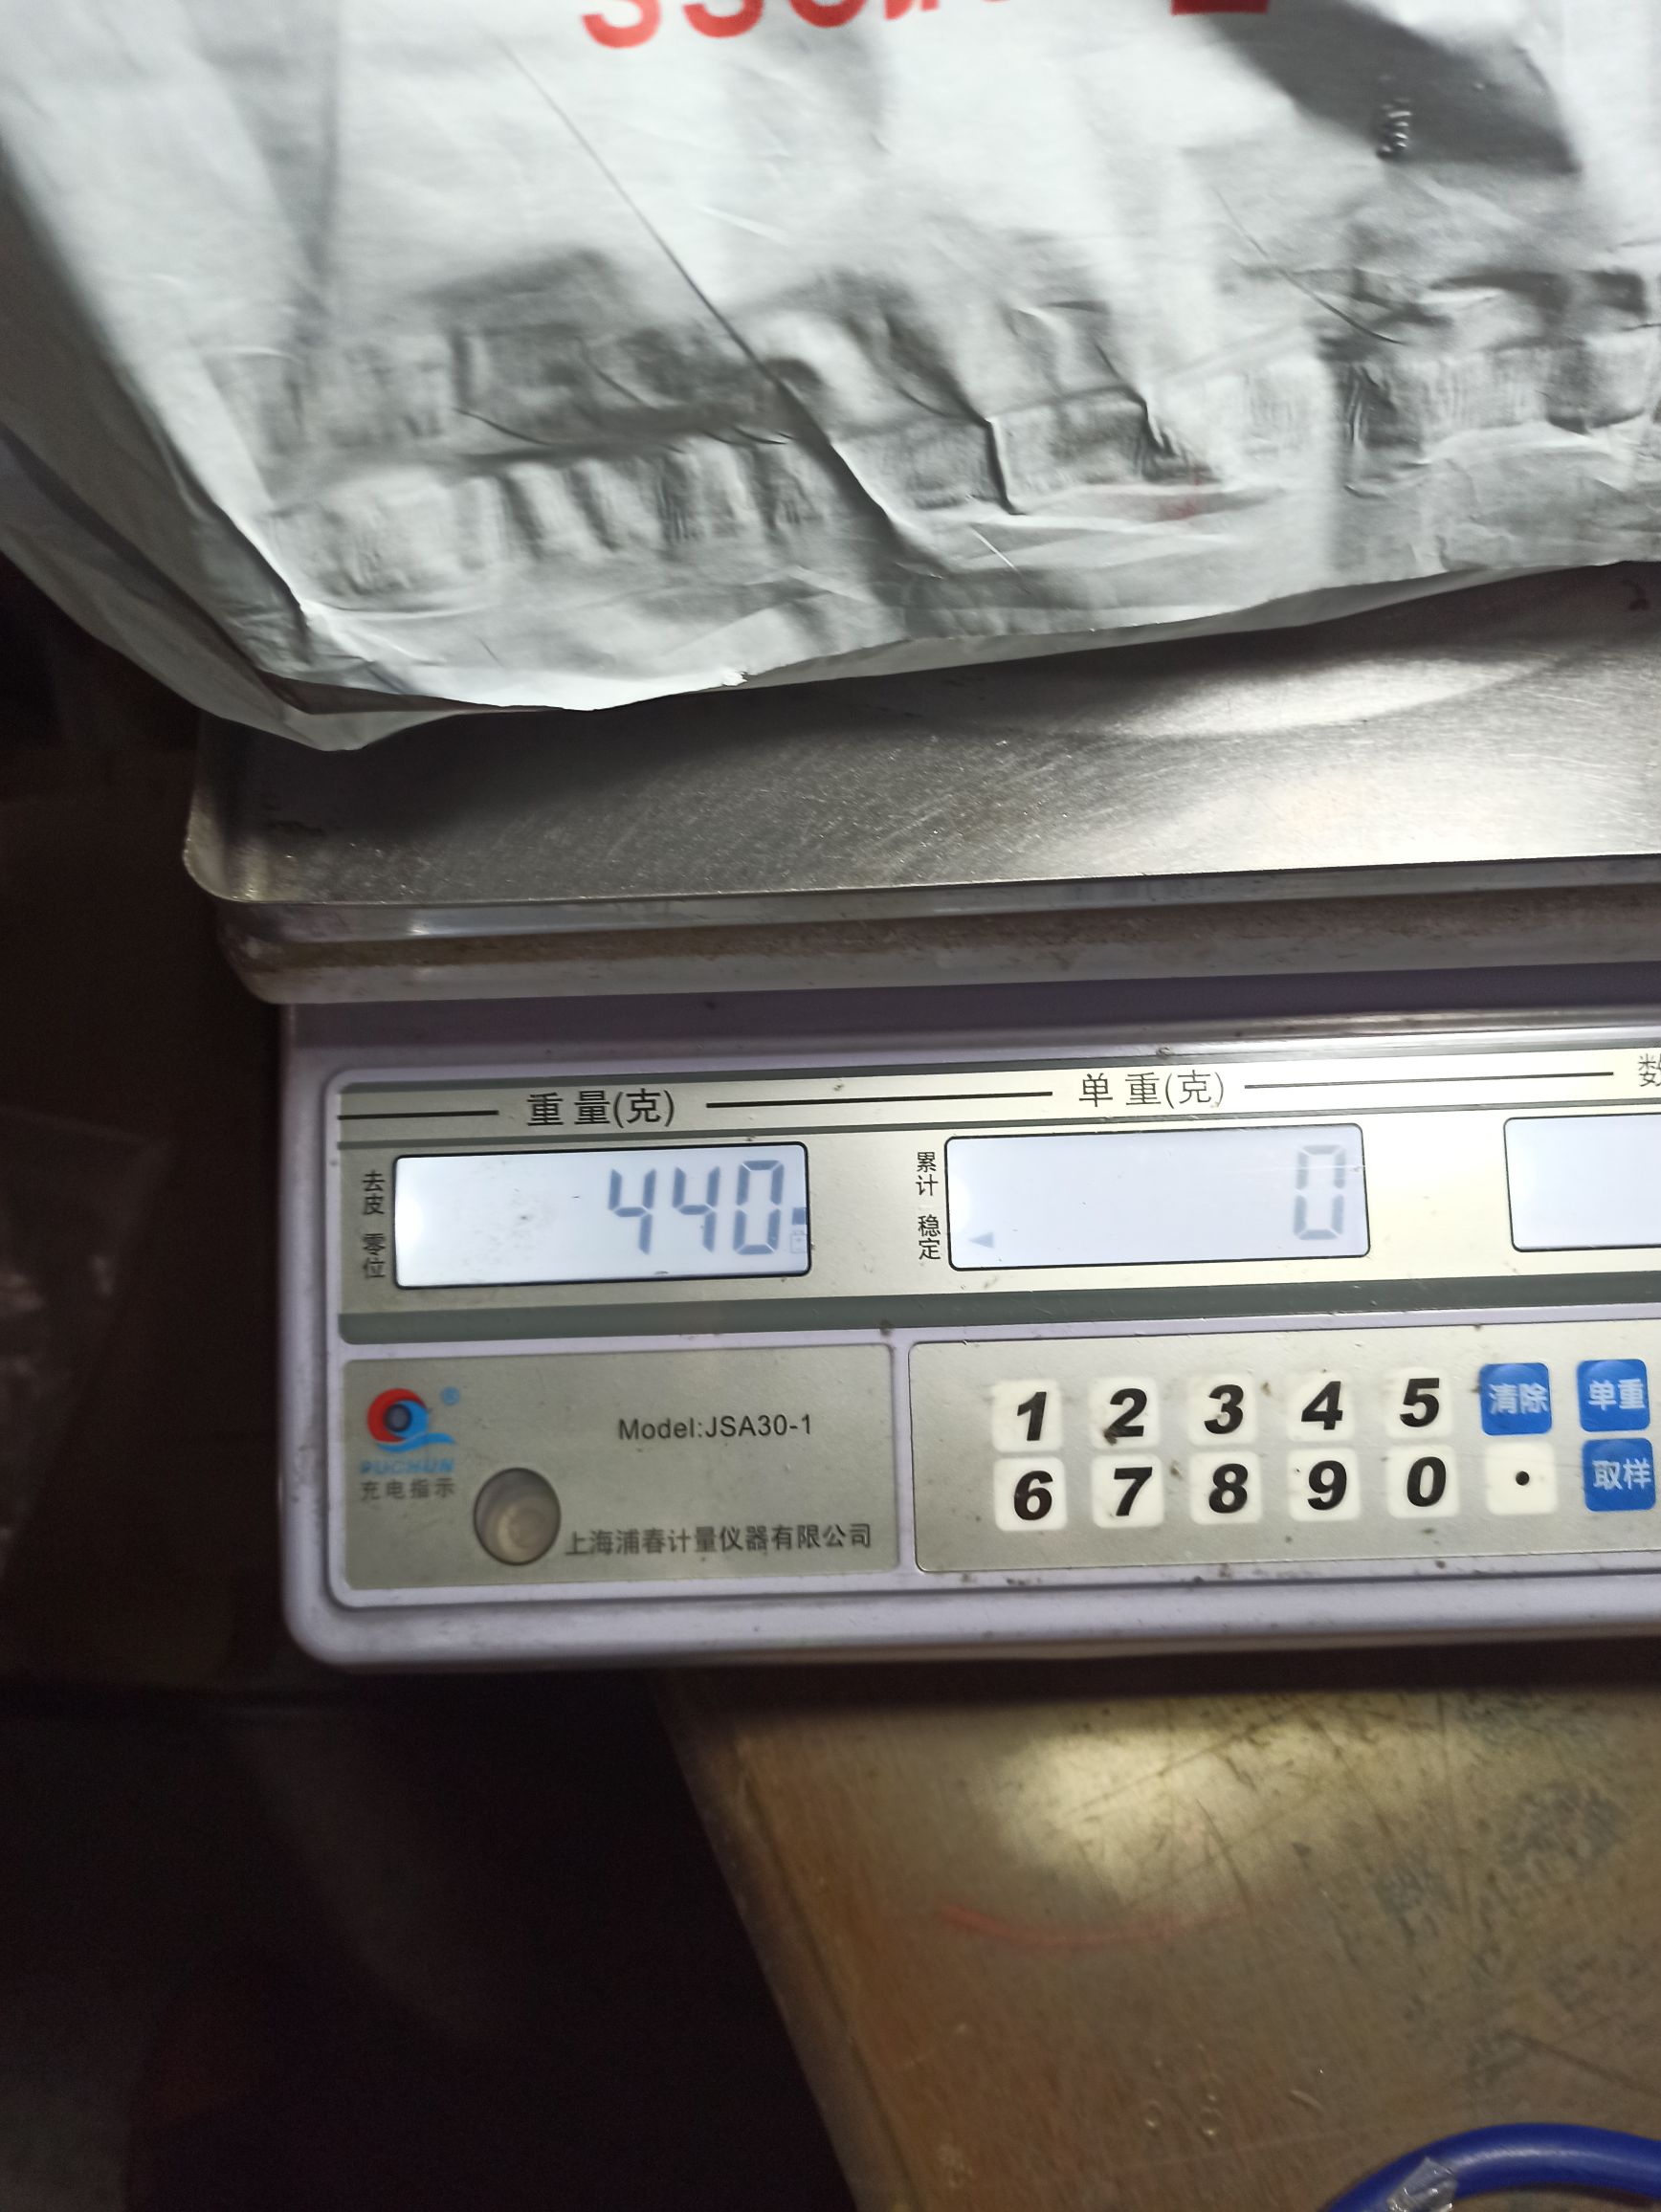 重量(克)
单重(克)
数
去皮
零位
440
累计
稳定
0
PUCHUN
®
充电指示
Model:JSA30-1
上海浦春计量仪器有限公司
1 2 3 4 5 清除 单重
6 7 8 9 0 . 取样